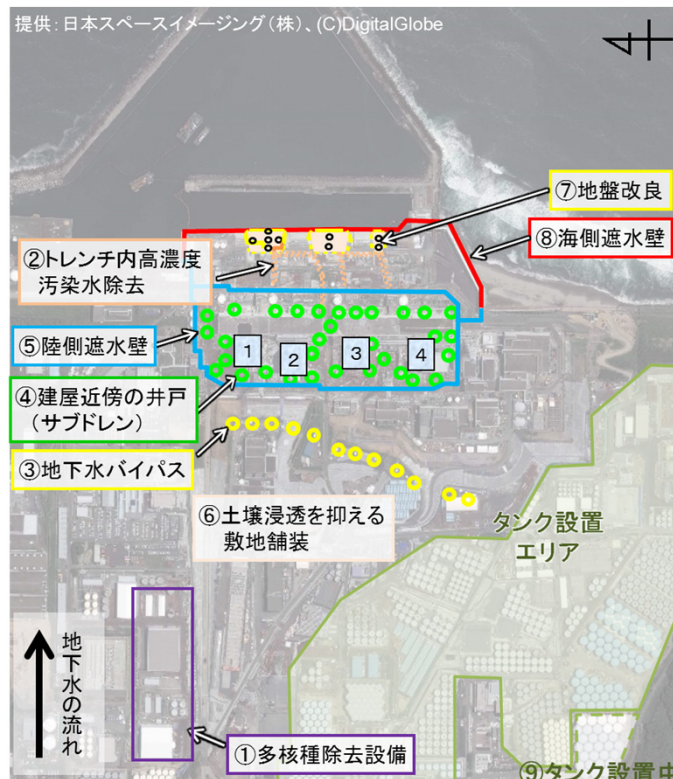 提供：日本スペースイメージング（株）、(C)DigitalGlobe
⑦地盤改良
⑧海側遮水壁
②トレンチ内高濃度
汚染水除去
⑤陸側遮水壁
1
2
3
4
④建屋近傍の井戸
（サブドレン）
③地下水バイパス
⑥土壌浸透を抑える
敷地舗装
タンク設置
エリア
地下水の流れ
①多核種除去設備
⑨タンク設置中